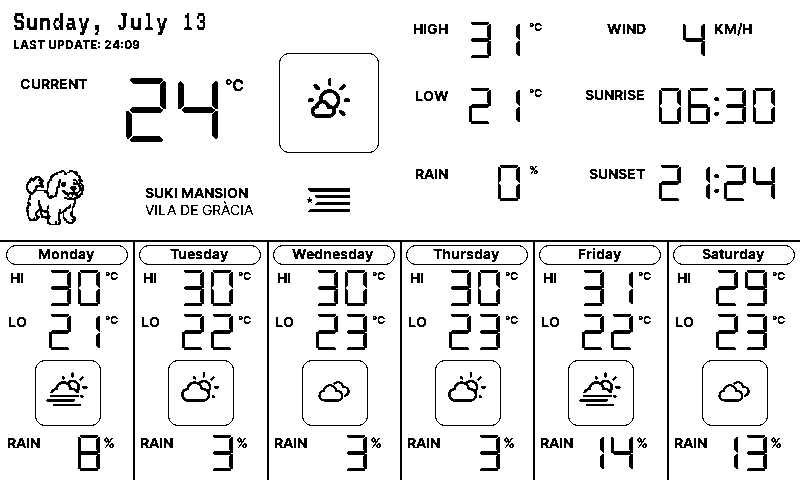 Sunday, July 13
LAST UPDATE: 24:09
CURRENT 24 °C
HIGH 31 °C
LOW 21 °C
RAIN 0 %
WIND 4 KM/H
SUNRISE 06:30
SUNSET 21:24
SUKI MANSION
VILA DE GRÀCIA
Monday
HI 30 °C
LO 21 °C
RAIN 8 %
Tuesday
HI 30 °C
LO 22 °C
RAIN 3 %
Wednesday
HI 30 °C
LO 23 °C
RAIN 3 %
Thursday
HI 30 °C
LO 23 °C
RAIN 3 %
Friday
HI 31 °C
LO 22 °C
RAIN 14 %
Saturday
HI 29 °C
LO 23 °C
RAIN 13 %